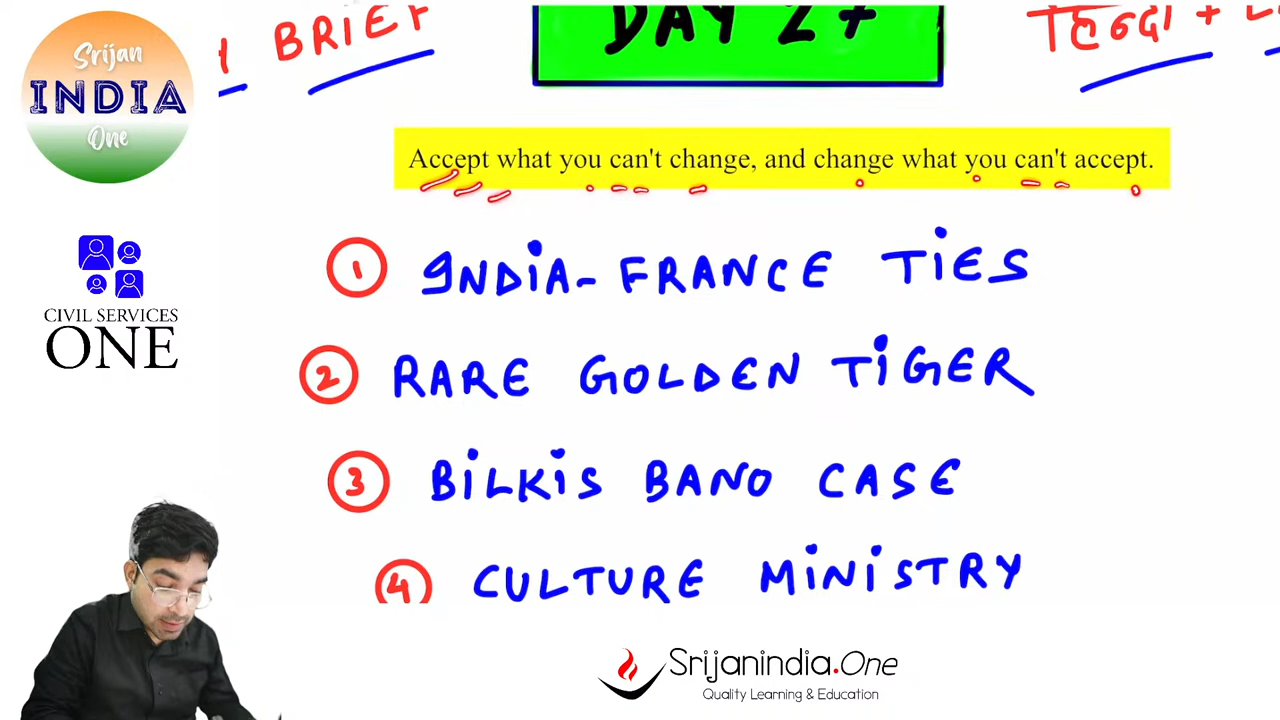 BRIEF
DAY 27
Srijan
INDIA
One
Accept what you can't change, and change what you can't accept.
1 INDIA-FRANCE TIES
CIVIL SERVICES
ONE
2 RARE GOLDEN TIGER
3 BILKIS BANO CASE
4 CULTURE MINISTRY
Srijanindia.One
Quality Learning & Education